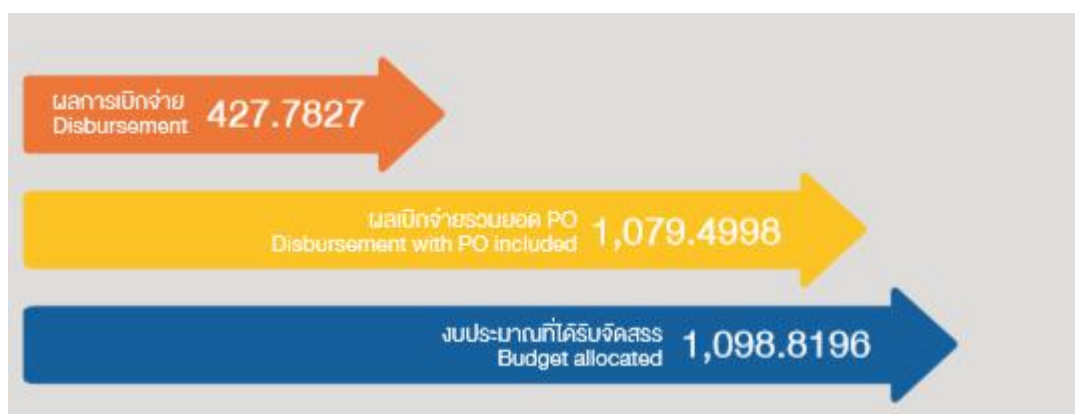 ผลการเบิกจ่าย
Disbursement
427.7827
ผลเบิกจ่ายรวมยอด PO
Disbursement with PO included
1,079.4998
งบประมาณที่ได้รับจัดสรร
Budget allocated
1,098.8196